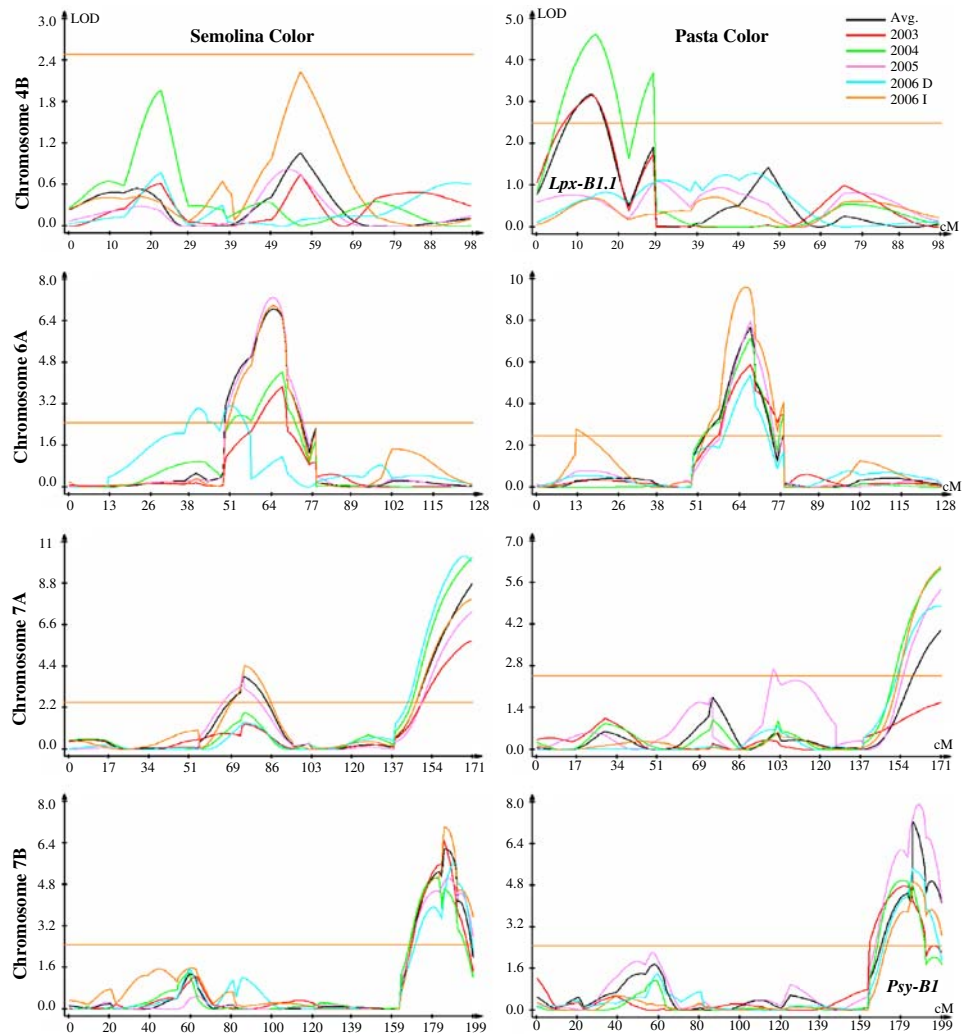 LOD
Semolina Color
3.0
2.4
1.8
1.2
0.6
0.0
0 10 20 29 39 49 59 69 79 88 98
Chromosome 4B
LOD
Pasta Color
5.0
4.0
3.0
2.0
1.0
0.0
Lpx-B1.1
0 10 20 29 39 49 59 69 79 88 98
cM
Avg.
2003
2004
2005
2006 D
2006 I
Chromosome 6A
8.0
6.4
4.8
3.2
1.6
0.0
0 13 26 38 51 64 77 90 102 115 128
10
8.0
6.0
4.0
2.0
0.0
0 13 26 38 51 64 77 90 102 115 128
cM
Chromosome 7A
11
8.8
6.6
4.4
2.2
0.0
0 17 34 51 69 86 103 120 137 154 171
7.0
5.6
4.2
2.8
1.4
0.0
0 17 34 51 69 86 103 120 137 154 171
cM
Chromosome 7B
8.0
6.4
4.8
3.2
1.6
0.0
0 20 40 60 80 100 119 139 159 179 199
8.0
6.4
4.8
3.2
1.6
0.0
Psy-B1
0 20 40 60 80 100 119 139 159 179 199
cM